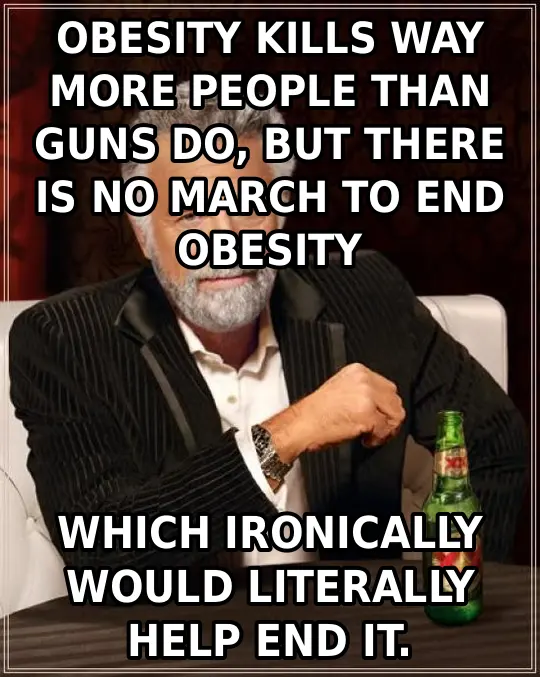 OBESITY KILLS WAY
MORE PEOPLE THAN
GUNS DO, BUT THERE
IS NO MARCH TO END
OBESITY
XX
WHICH IRONICALLY
WOULD LITERALLY
HELP END IT.